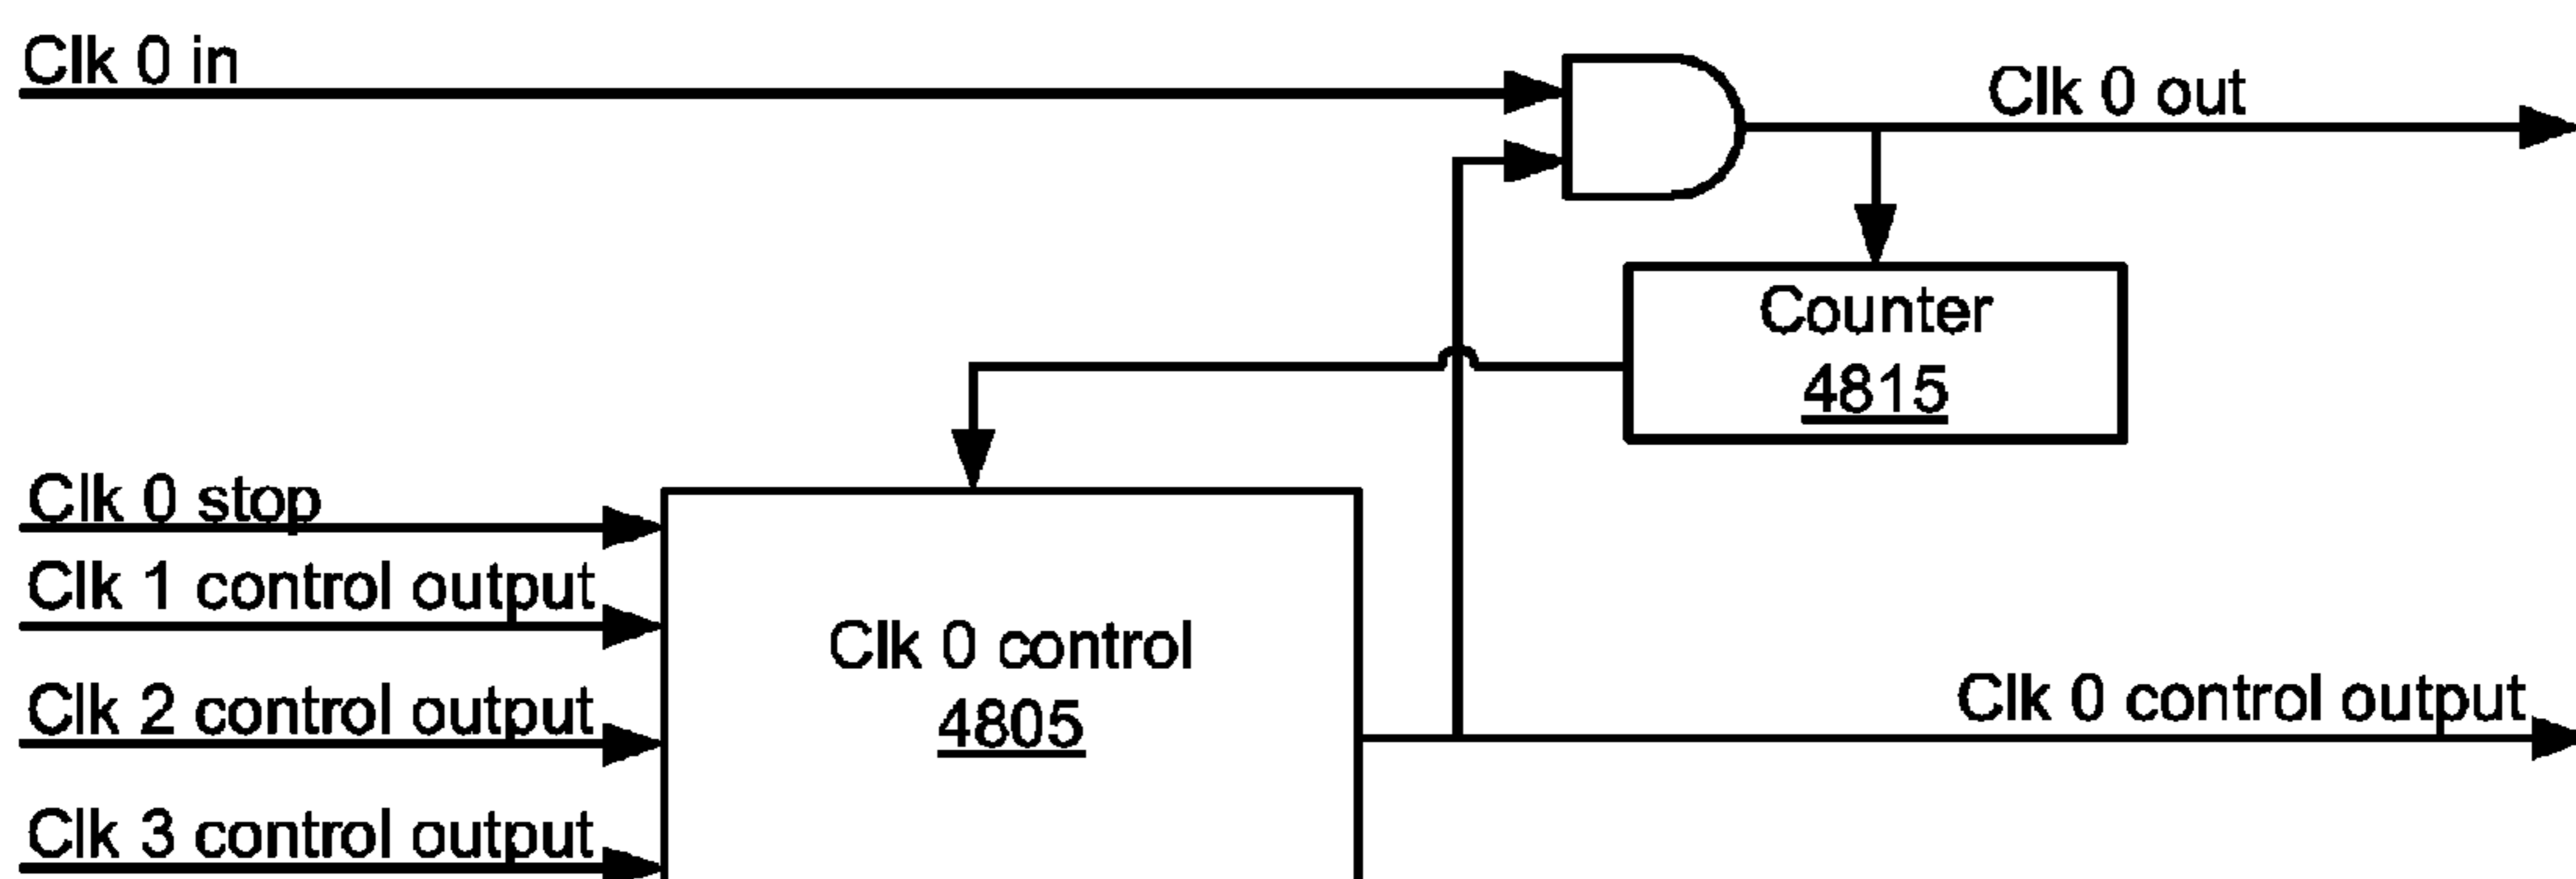 Clk 0 in
Clk 0 out
Counter
4815
Clk 0 stop
Clk 1 control output
Clk 2 control output
Clk 3 control output
Clk 0 control
4805
Clk 0 control output